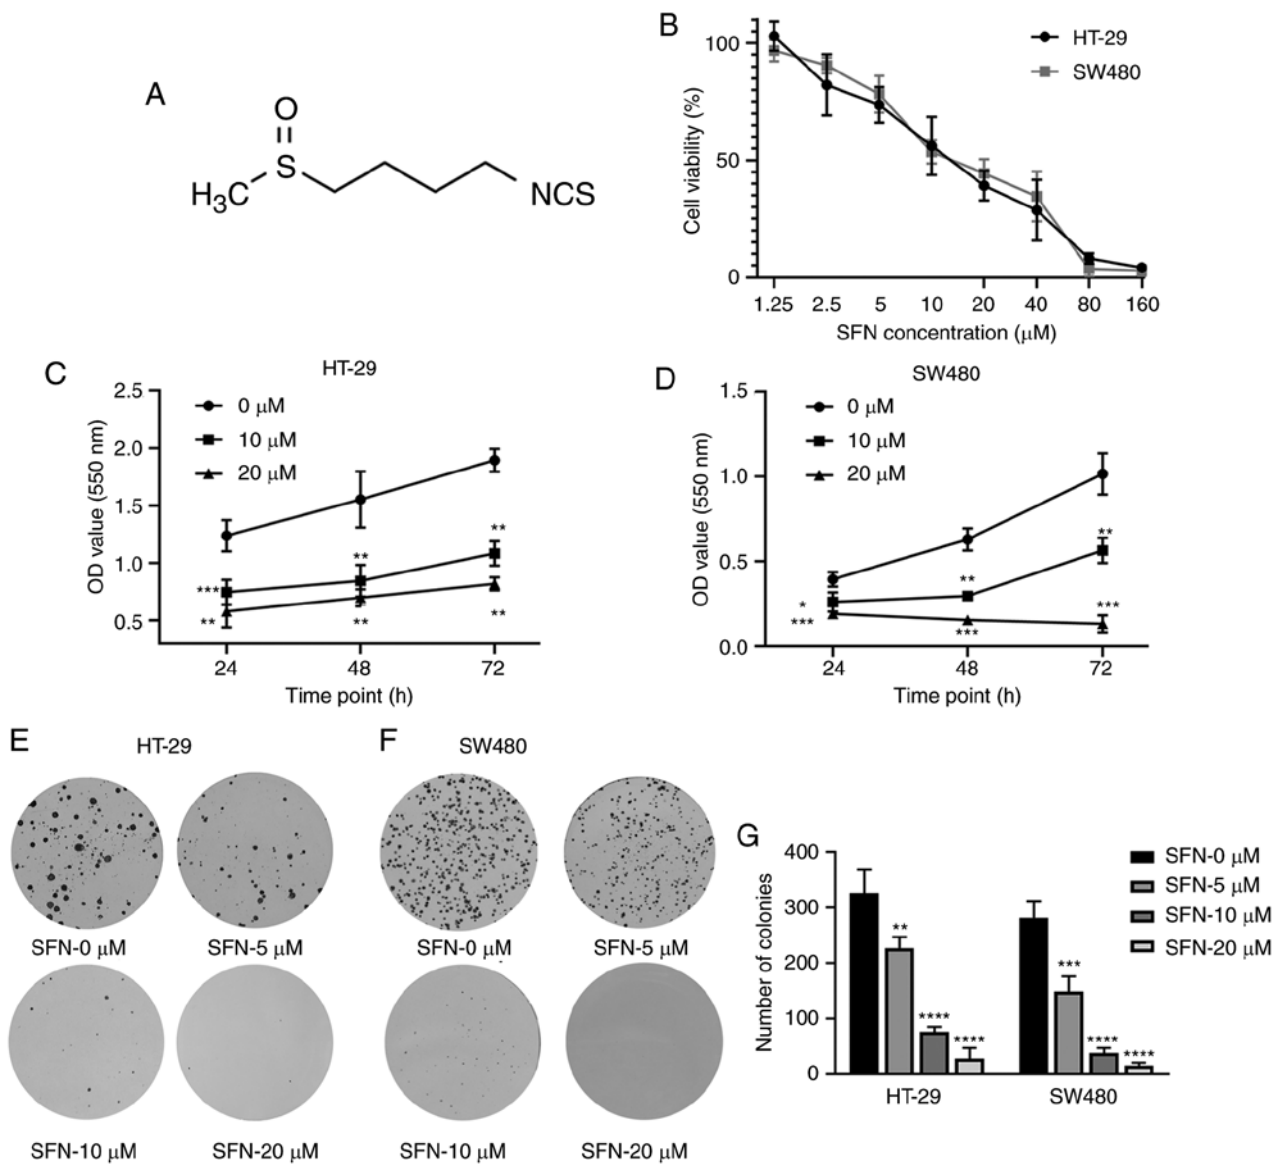 A
O
S
H3C
NCS
B
HT-29
SW480
100
50
0
Cell viability (%)
1.25 2.5 5 10 20 40 80 160
SFN concentration (µM)
C
HT-29
0 µM
10 µM
20 µM
2.5
2.0
1.5
1.0
0.5
OD value (550 nm)
**
**
***
**
**
**
24 48 72
Time point (h)
D
SW480
0 µM
10 µM
20 µM
1.5
1.0
0.5
0.0
OD value (550 nm)
**
**
*
***
***
***
24 48 72
Time point (h)
E
HT-29
SFN-0 µM
SFN-5 µM
SFN-10 µM
SFN-20 µM
F
SW480
SFN-0 µM
SFN-5 µM
SFN-10 µM
SFN-20 µM
G
400
300
200
100
0
Number of colonies
**
****
****
***
****
****
HT-29
SW480
SFN-0 µM
SFN-5 µM
SFN-10 µM
SFN-20 µM